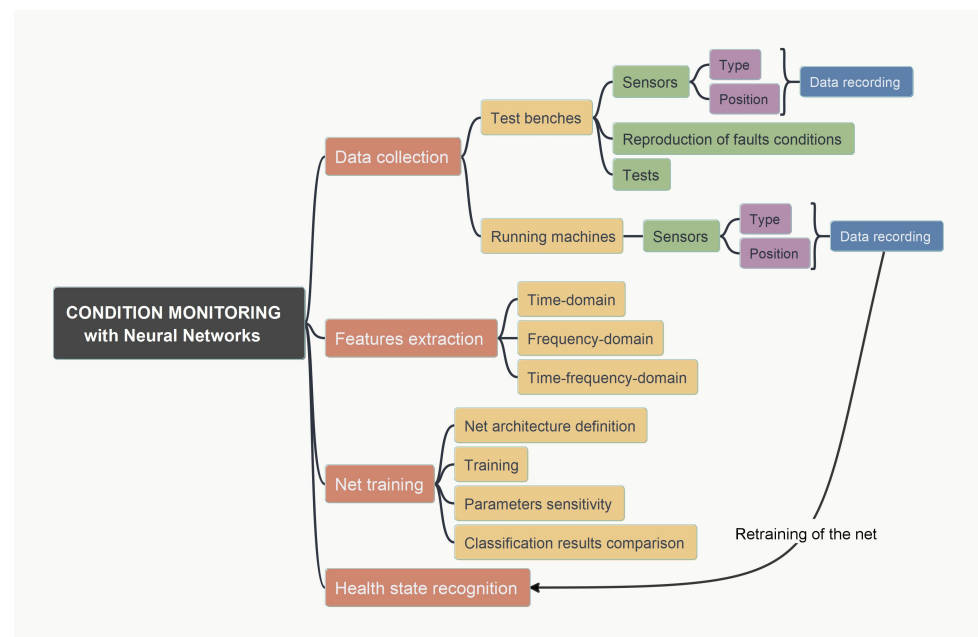 CONDITION MONITORING
with Neural Networks
Data collection
Test benches
Sensors
Type
Position
Data recording
Reproduction of faults conditions
Tests
Running machines
Sensors
Type
Position
Data recording
Features extraction
Time-domain
Frequency-domain
Time-frequency-domain
Net training
Net architecture definition
Training
Parameters sensitivity
Classification results comparison
Retraining of the net
Health state recognition